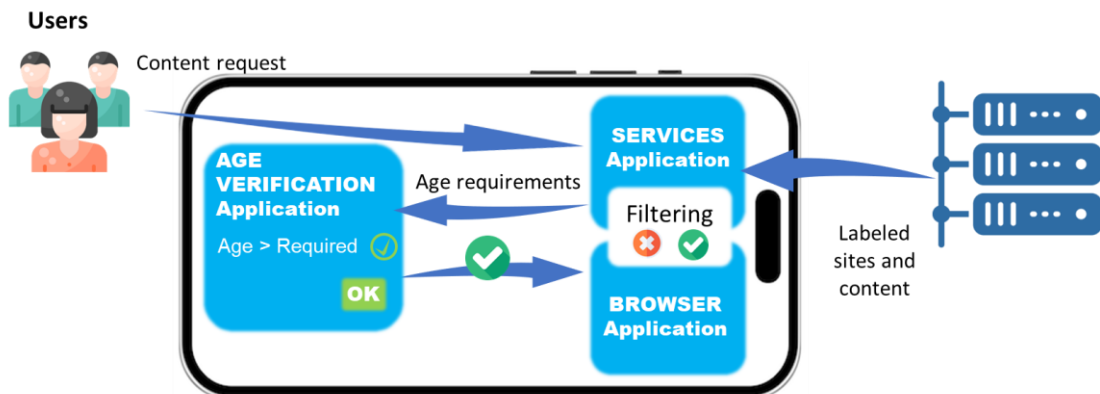 Users
Content request
AGE
VERIFICATION
Application
Age > Required
OK
Age requirements
SERVICES
Application
Filtering
BROWSER
Application
Labeled
sites and
content